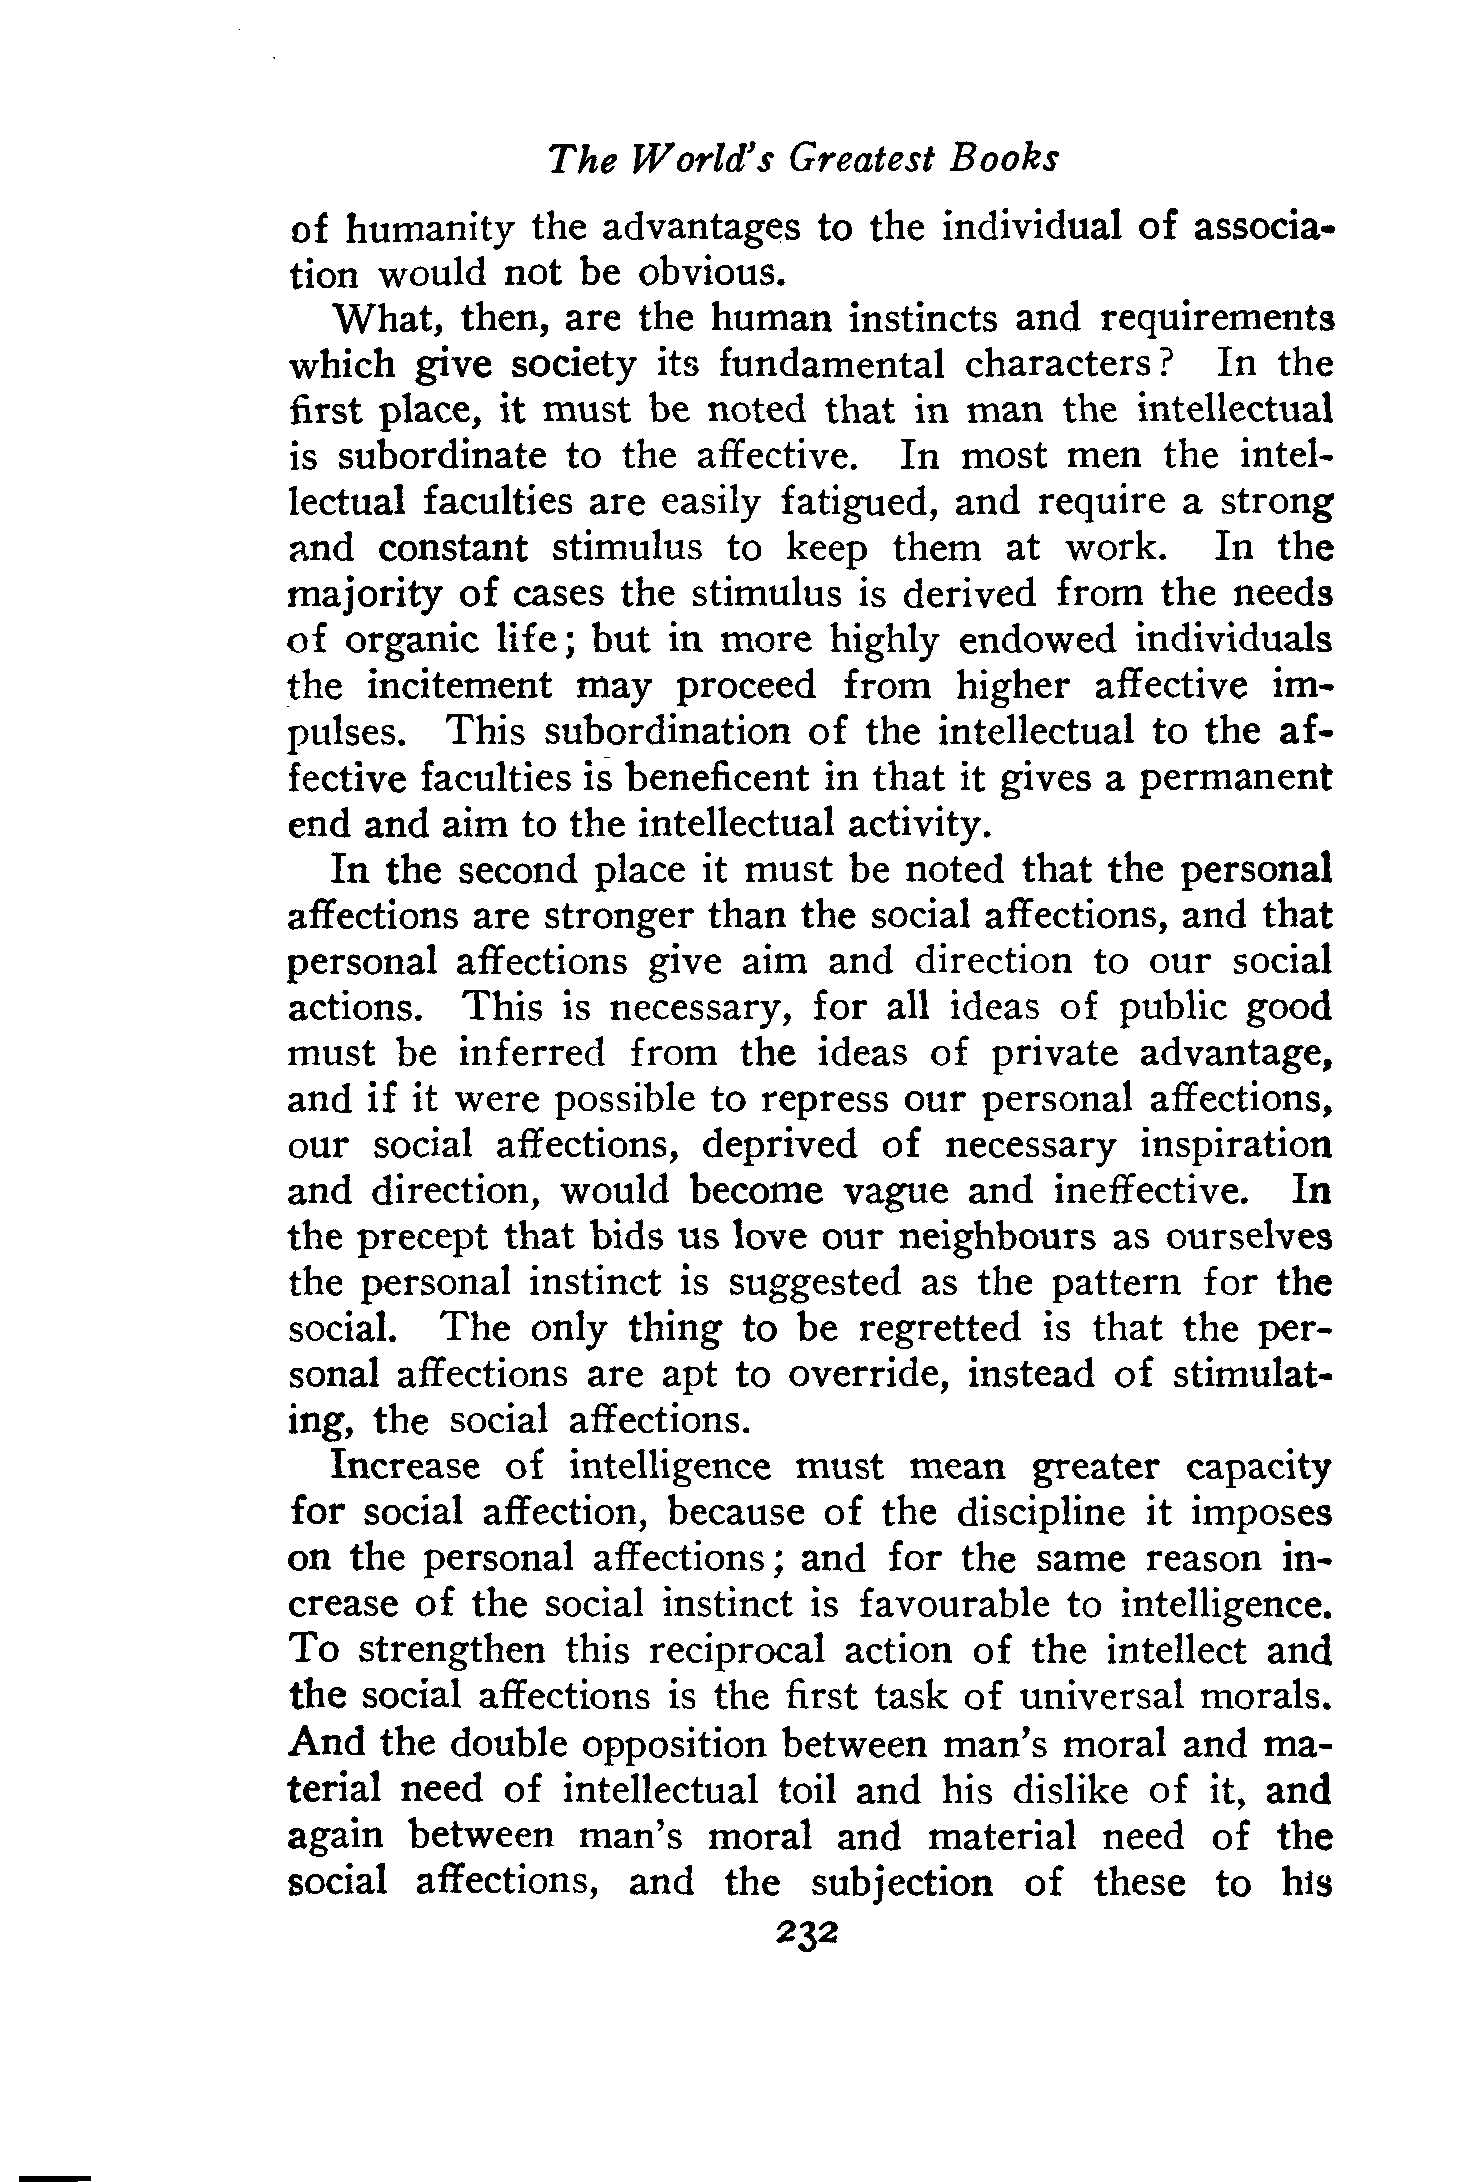 The World's Greatest Books
of humanity the advantages to the individual of associa-
tion would not be obvious.
What, then, are the human instincts and requirements
which give society its fundamental characters? In the
first place, it must be noted that in man the intellectual
is subordinate to the affective. In most men the intel-
lectual faculties are easily fatigued, and require a strong
and constant stimulus to keep them at work. In the
majority of cases the stimulus is derived from the needs
of organic life; but in more highly endowed individuals
the incitement may proceed from higher affective im-
pulses. This subordination of the intellectual to the af-
fective faculties is beneficent in that it gives a permanent
end and aim to the intellectual activity.
In the second place it must be noted that the personal
affections are stronger than the social affections, and that
personal affections give aim and direction to our social
actions. This is necessary, for all ideas of public good
must be inferred from the ideas of private advantage,
and if it were possible to repress our personal affections,
our social affections, deprived of necessary inspiration
and direction, would become vague and ineffective. In
the precept that bids us love our neighbours as ourselves
the personal instinct is suggested as the pattern for the
social. The only thing to be regretted is that the per-
sonal affections are apt to override, instead of stimulat-
ing, the social affections.
Increase of intelligence must mean greater capacity
for social affection, because of the discipline it imposes
on the personal affections; and for the same reason in-
crease of the social instinct is favourable to intelligence.
To strengthen this reciprocal action of the intellect and
the social affections is the first task of universal morals.
And the double opposition between man's moral and ma-
terial need of intellectual toil and his dislike of it, and
again between man's moral and material need of the
social affections, and the subjection of these to his
232